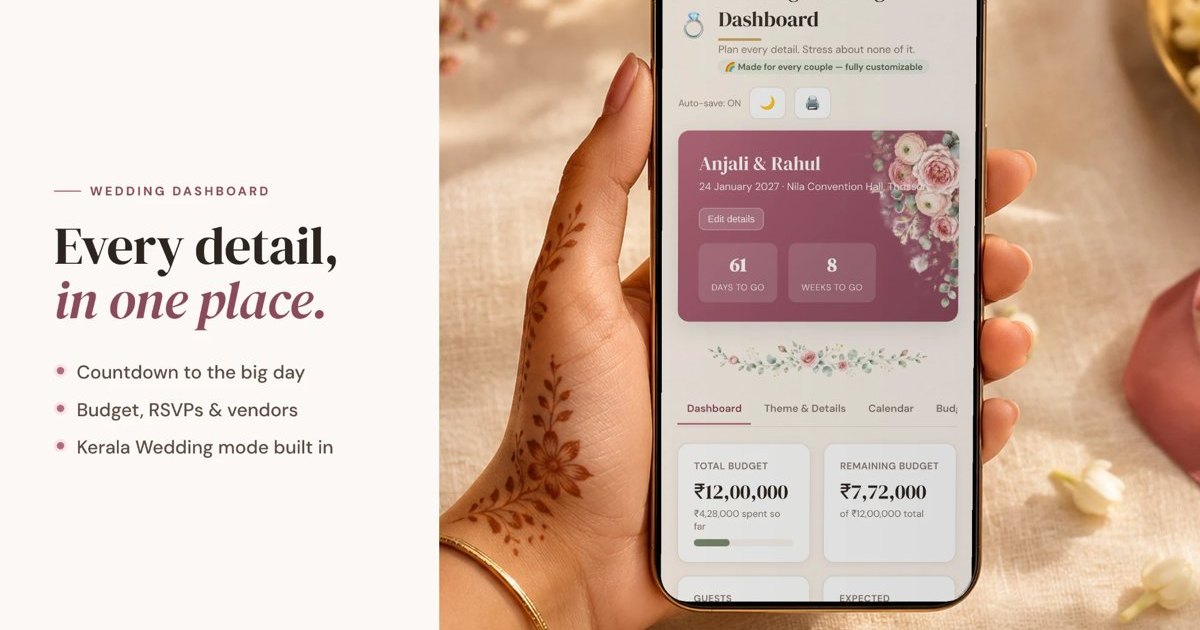 WEDDING DASHBOARD
Every detail,
in one place.
Countdown to the big day
Budget, RSVPs & vendors
Kerala Wedding mode built in
Dashboard
Plan every detail. Stress about none of it.
🌈 Made for every couple — fully customizable
Auto-save: ON
Anjali & Rahul
24 January 2027 · Nila Convention Hall, Thrissur
Edit details
61
DAYS TO GO
8
WEEKS TO GO
Dashboard
Theme & Details
Calendar
TOTAL BUDGET
₹12,00,000
₹4,28,000 spent so
far
REMAINING BUDGET
₹7,72,000
of ₹12,00,000 total
GUESTS
EXPECTED